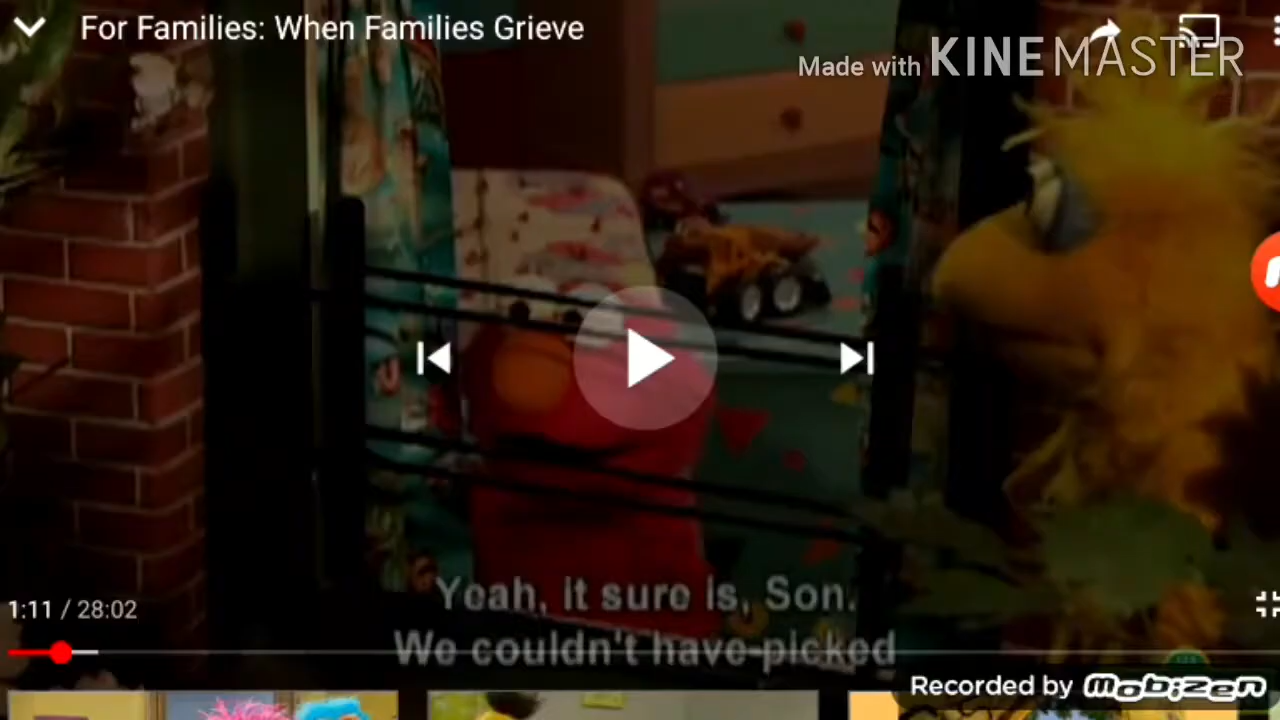 For Families: When Families Grieve
Made with KINEMASTER
Yeah, it sure is, Son.
1:11 / 28:02
We couldn't have-picked
Recorded by mobizen